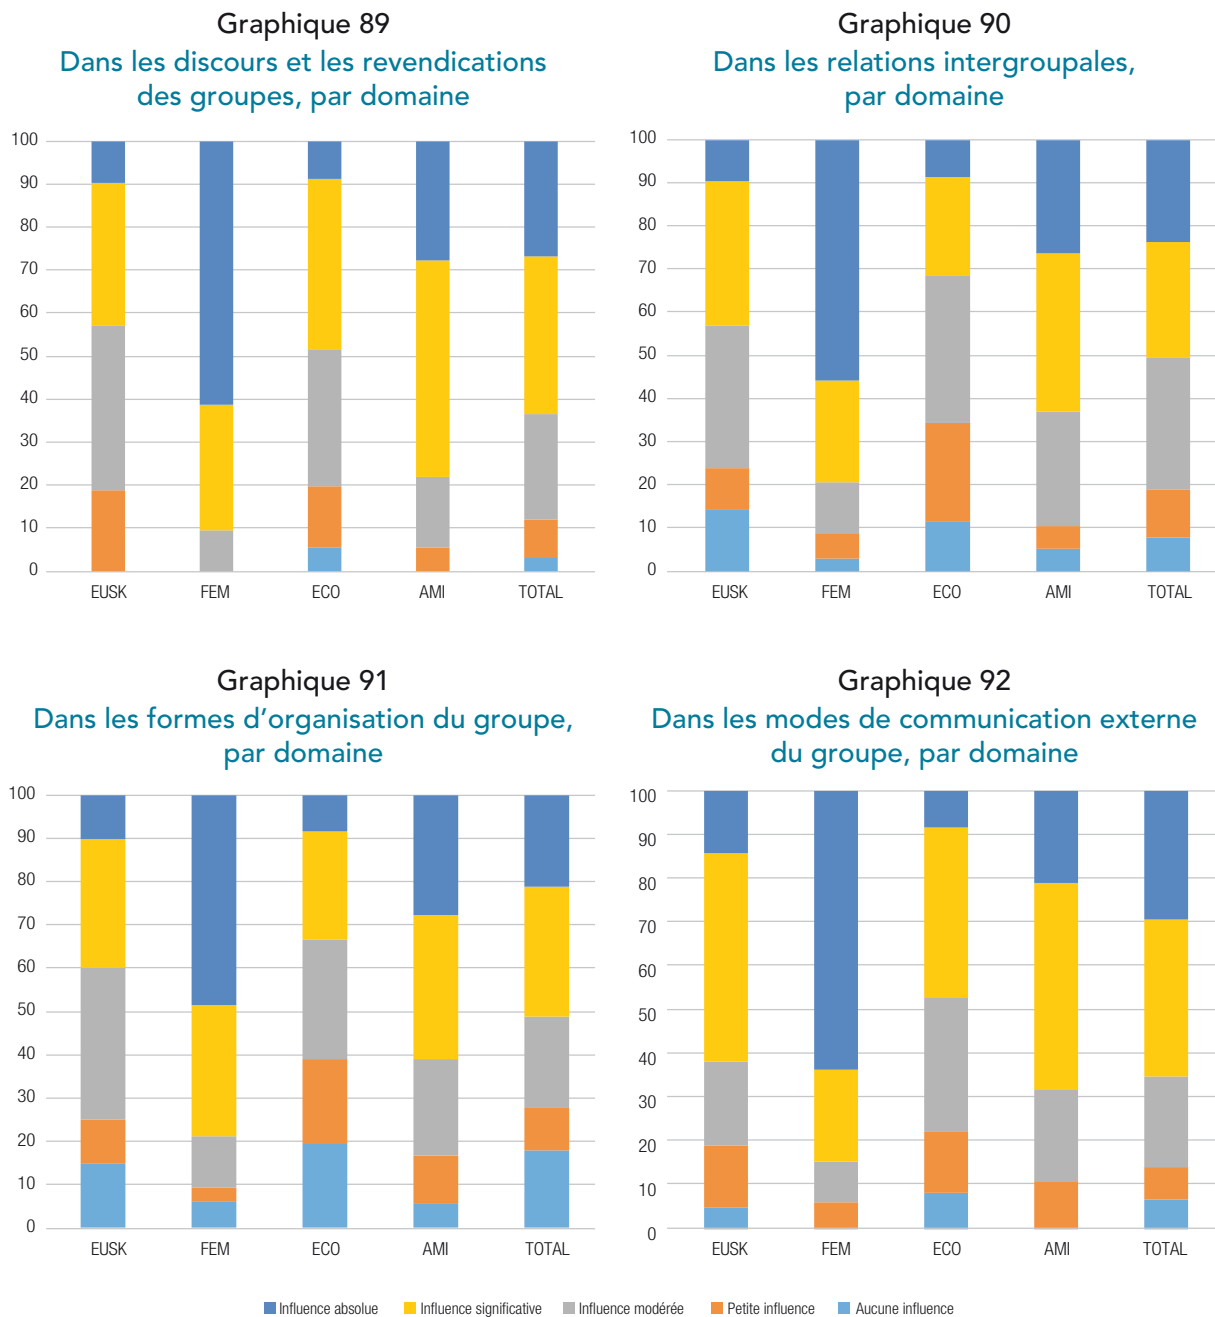 Graphique 89
Dans les discours et les revendications
des groupes, par domaine
100
90
80
70
60
50
40
30
20
10
0
EUSK FEM ECO AMI TOTAL
Graphique 90
Dans les relations intergroupales,
par domaine
100
90
80
70
60
50
40
30
20
10
0
EUSK FEM ECO AMI TOTAL
Graphique 91
Dans les formes d’organisation du groupe,
par domaine
100
90
80
70
60
50
40
30
20
10
0
EUSK FEM ECO AMI TOTAL
Graphique 92
Dans les modes de communication externe
du groupe, par domaine
100
90
80
70
60
50
40
30
20
10
0
EUSK FEM ECO AMI TOTAL
Influence absolue Influence significative Influence modérée Petite influence Aucune influence